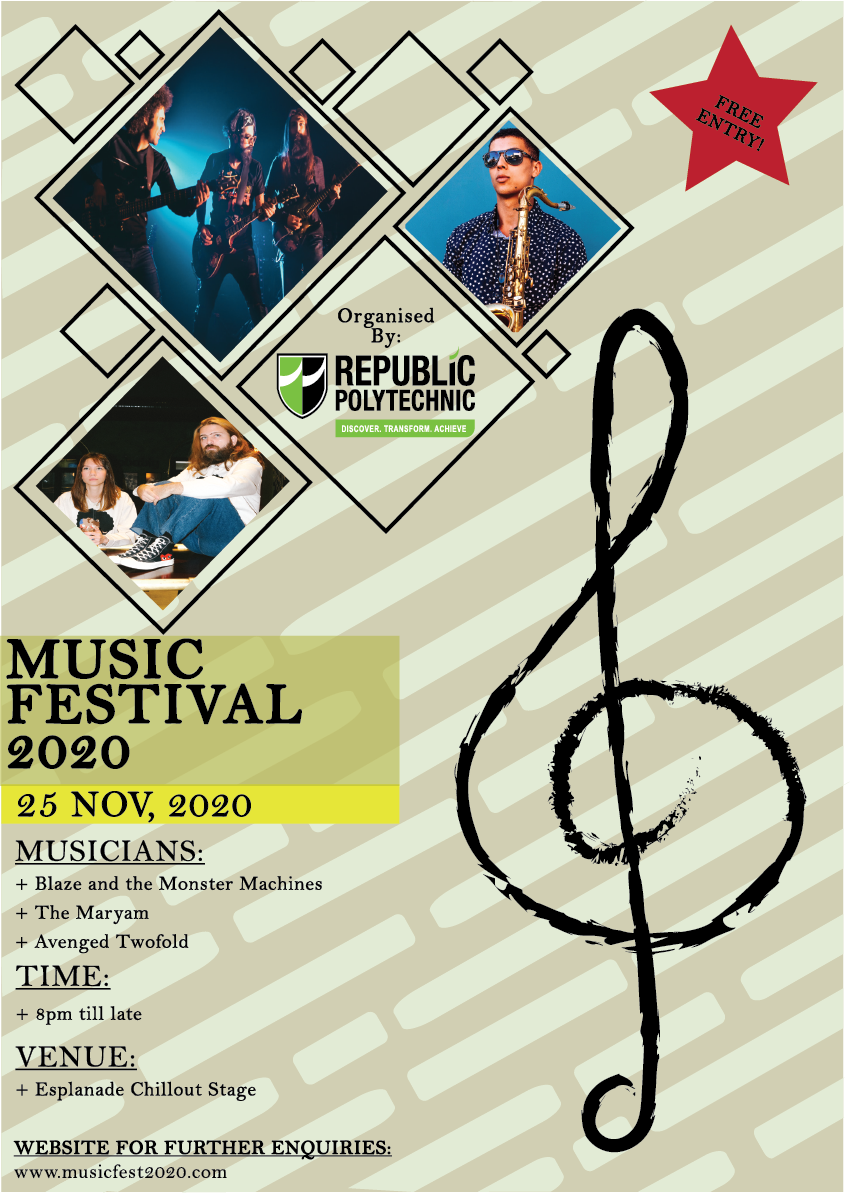 FREE
ENTRY!
Organised
By:
REPUBLIC
POLYTECHNIC
DISCOVER. TRANSFORM. ACHIEVE
MUSIC
FESTIVAL
2020
25 NOV, 2020
MUSICIANS:
+ Blaze and the Monster Machines
+ The Maryam
+ Avenged Twofold
TIME:
+ 8pm till late
VENUE:
+ Esplanade Chillout Stage
WEBSITE FOR FURTHER ENQUIRIES:
www.musicfest2020.com